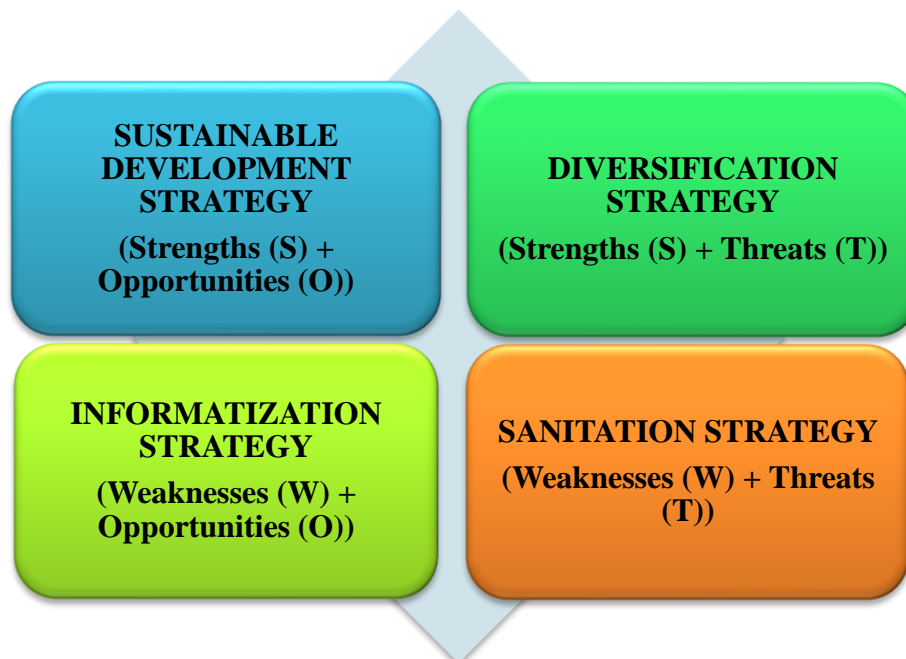 SUSTAINABLE
DEVELOPMENT
STRATEGY
(Strengths (S) +
Opportunities (O))
DIVERSIFICATION
STRATEGY
(Strengths (S) + Threats (T))
INFORMATIZATION
STRATEGY
(Weaknesses (W) +
Opportunities (O))
SANITATION STRATEGY
(Weaknesses (W) + Threats
(T))